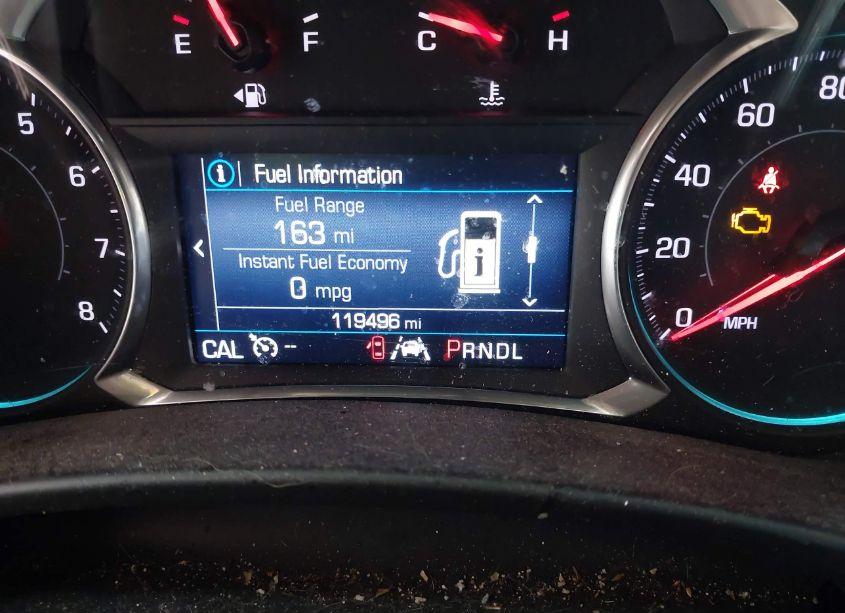 E F C H
5
6
7
8
Fuel Information
Fuel Range
163 mi
Instant Fuel Economy
0 mpg
119496 mi
CAL --
PRNDL
80
60
40
20
0 MPH